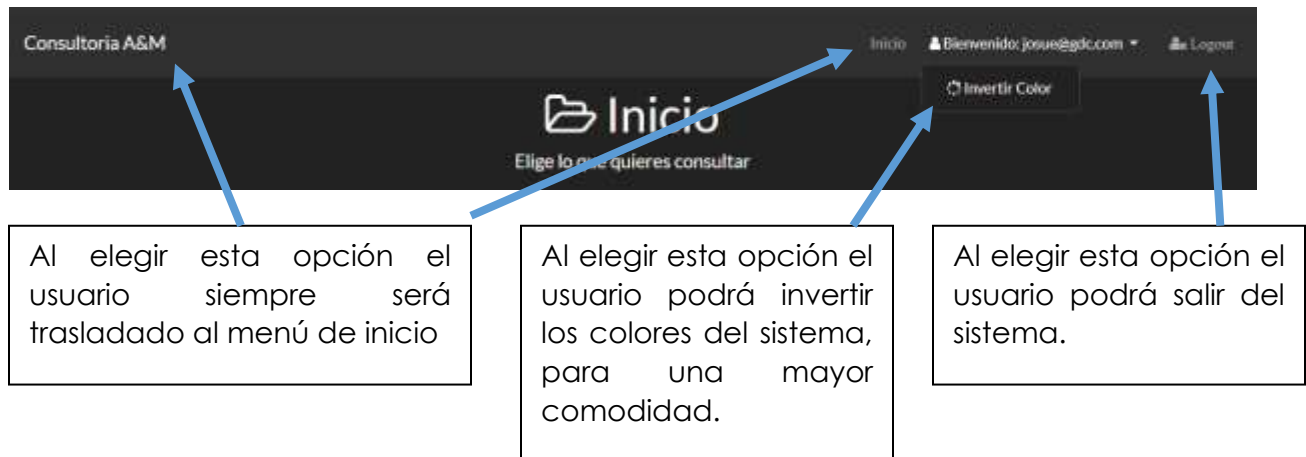 Consultoria A&M
Inicio
Bienvenido: josue@gdc.com
Logout
Invertir Color
Inicio
Elige lo que quieres consultar
Al elegir esta opción el
usuario siempre será
trasladado al menú de inicio
Al elegir esta opción el
usuario podrá invertir
los colores del sistema,
para una mayor
comodidad.
Al elegir esta opción el
usuario podrá salir del
sistema.